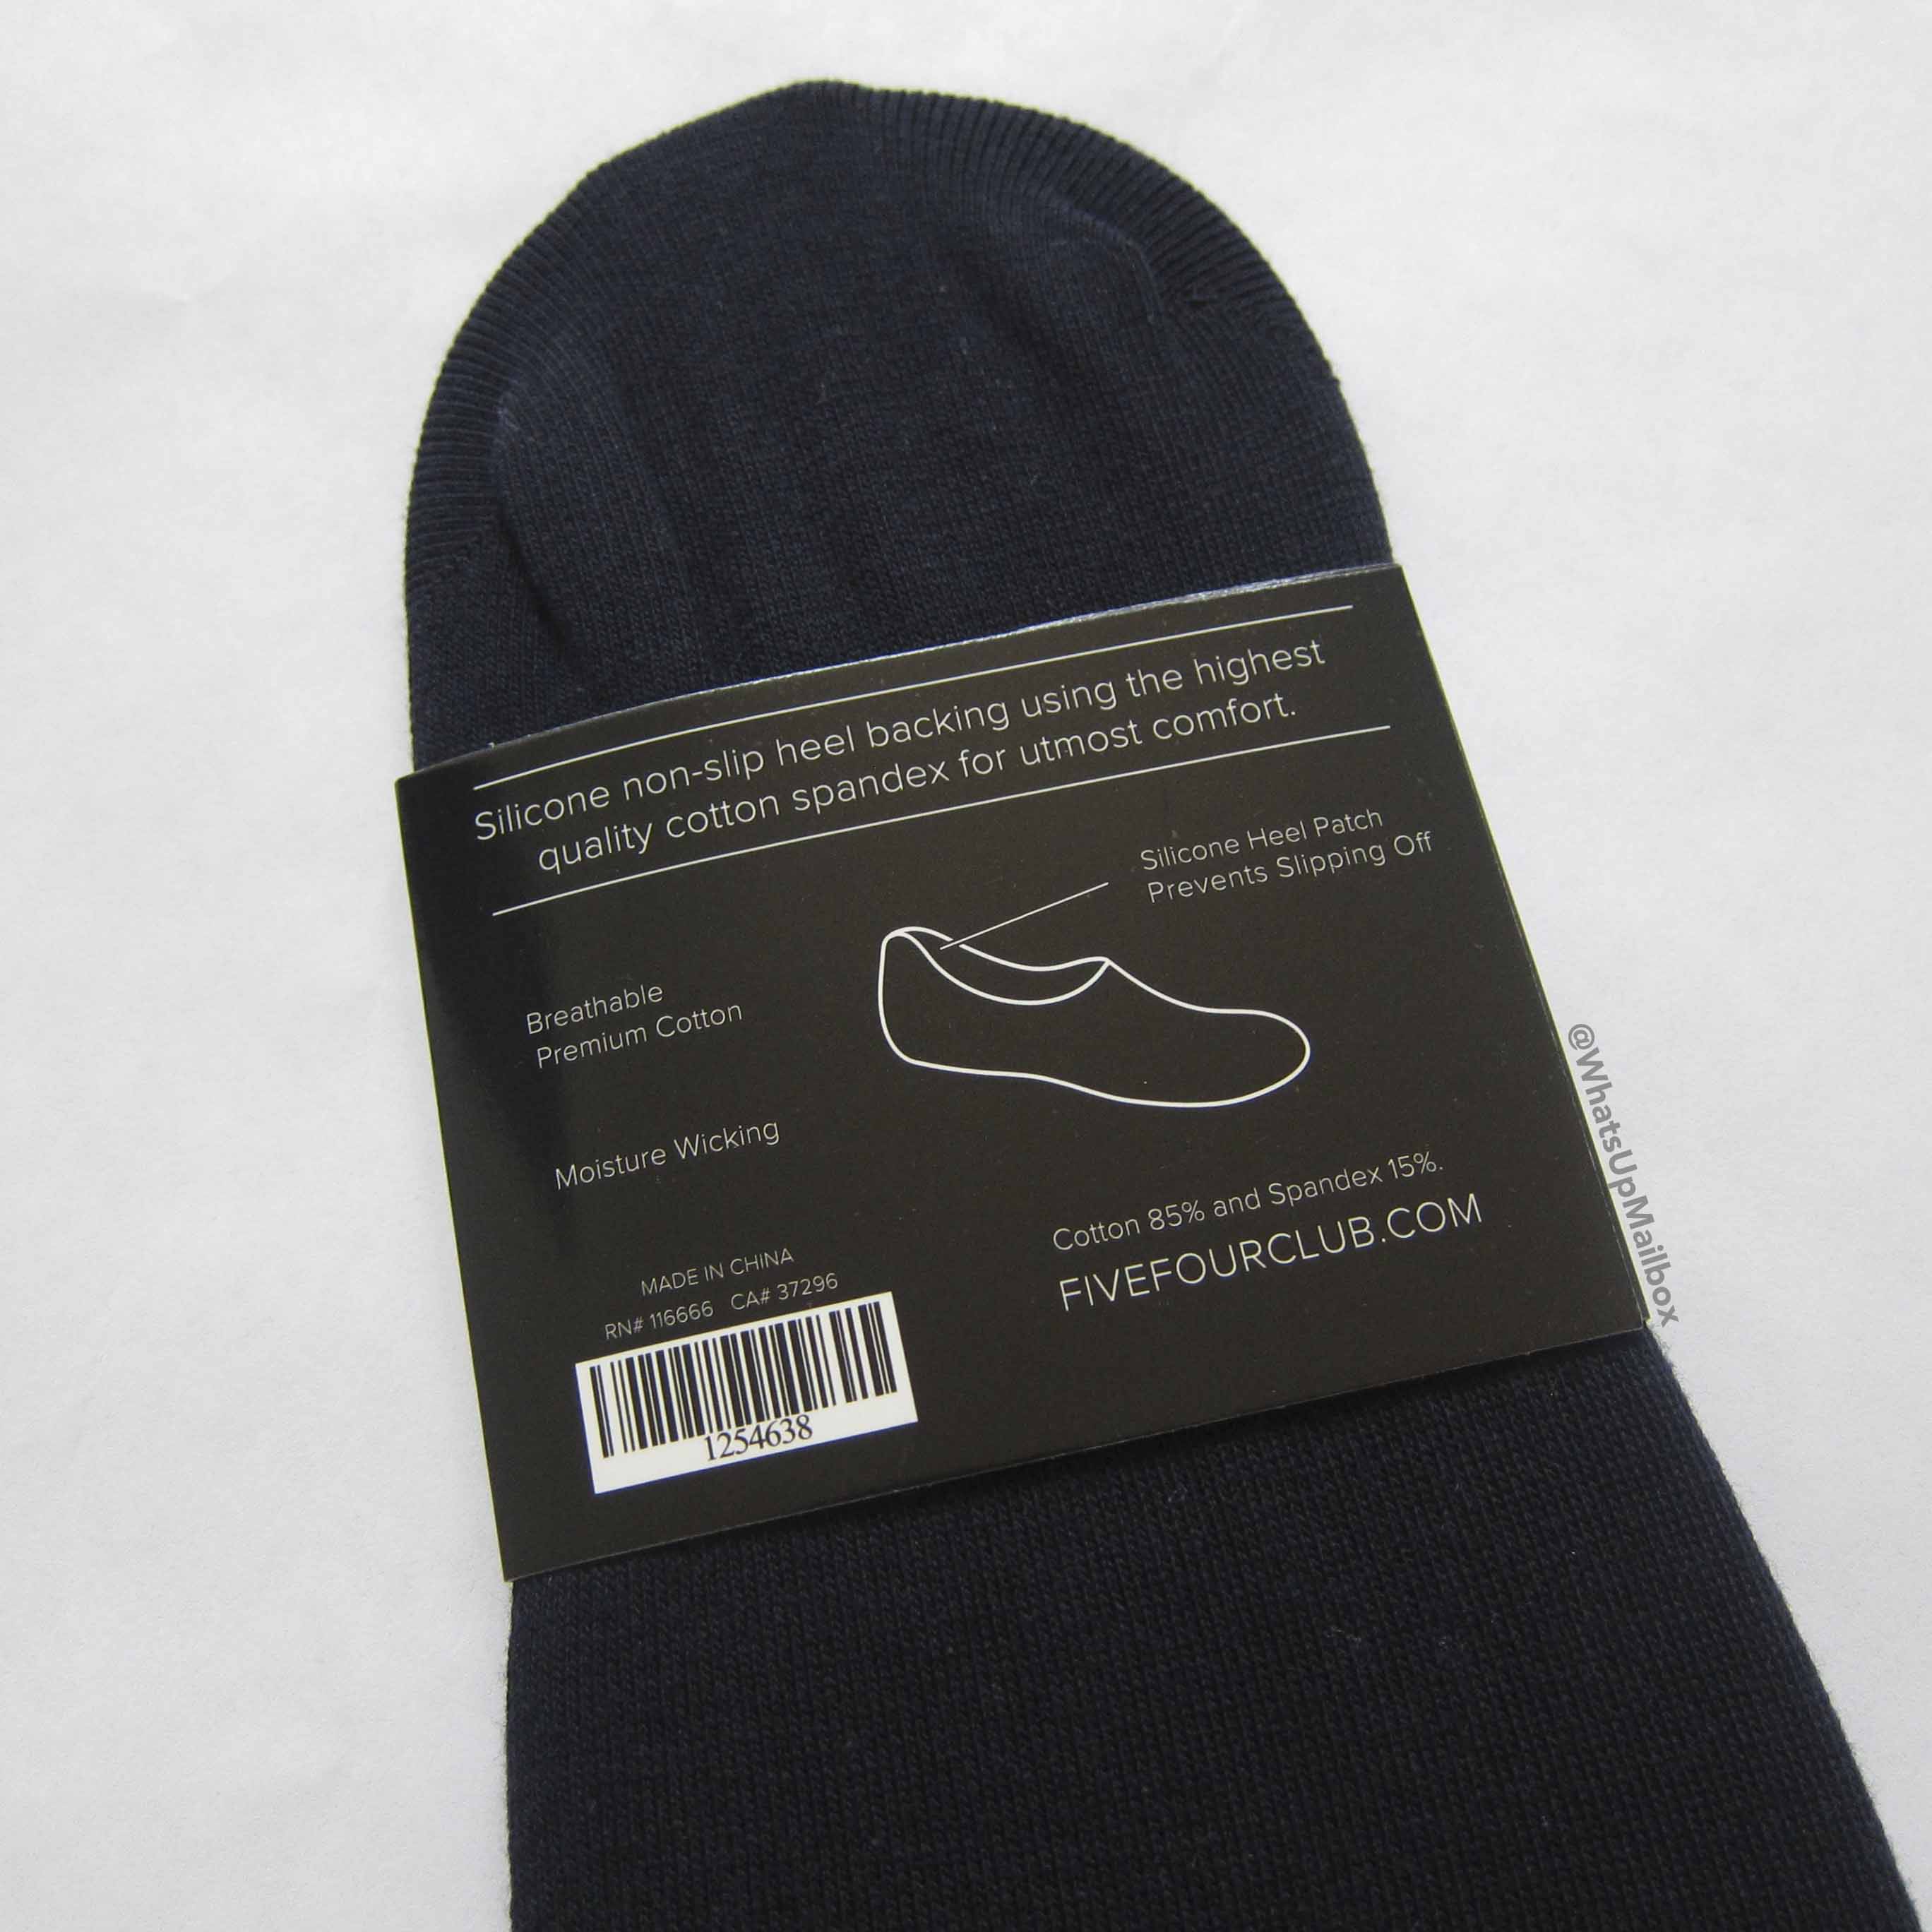 Silicone non-slip heel backing using the highest
quality cotton spandex for utmost comfort.
Silicone Heel Patch
Prevents Slipping Off
Breathable
Premium Cotton
Moisture Wicking
Cotton 85% and Spandex 15%.
FIVEFOURCLUB.COM
MADE IN CHINA
RN# 116666 CA# 37296
1254638
@WhatsUpMailbox